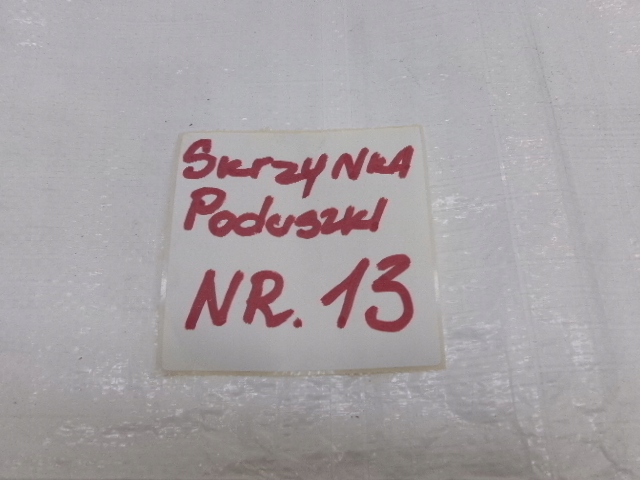 SkrzyNkA
Poduszki
NR. 13